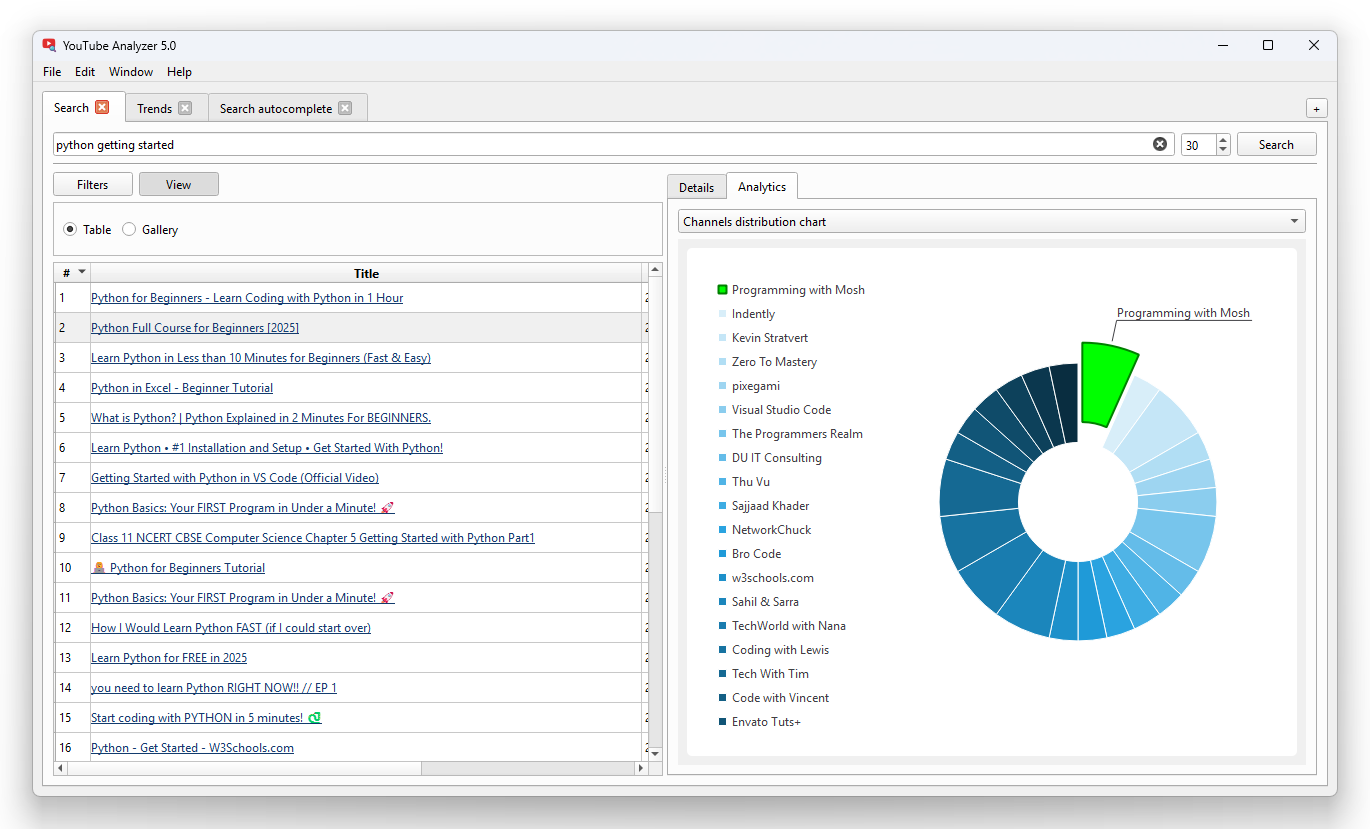 YouTube Analyzer 5.0
File Edit Window Help
Search Trends Search autocomplete +
python getting started 30 Search
Filters View
Table Gallery
# Title
1 Python for Beginners - Learn Coding with Python in 1 Hour
2 Python Full Course for Beginners [2025]
3 Learn Python in Less than 10 Minutes for Beginners (Fast & Easy)
4 Python in Excel - Beginner Tutorial
5 What is Python? | Python Explained in 2 Minutes For BEGINNERS.
6 Learn Python • #1 Installation and Setup • Get Started With Python!
7 Getting Started with Python in VS Code (Official Video)
8 Python Basics: Your FIRST Program in Under a Minute! 🚀
9 Class 11 NCERT CBSE Computer Science Chapter 5 Getting Started with Python Part1
10 Python for Beginners Tutorial
11 Python Basics: Your FIRST Program in Under a Minute! 🚀
12 How I Would Learn Python FAST (if I could start over)
13 Learn Python for FREE in 2025
14 you need to learn Python RIGHT NOW!! // EP 1
15 Start coding with PYTHON in 5 minutes!
16 Python - Get Started - W3Schools.com
Details Analytics
Channels distribution chart
Programming with Mosh
Indently
Kevin Stratvert
Zero To Mastery
pixegami
Visual Studio Code
The Programmers Realm
DU IT Consulting
Thu Vu
Sajjaad Khader
NetworkChuck
Bro Code
w3schools.com
Sahil & Sarra
TechWorld with Nana
Coding with Lewis
Tech With Tim
Code with Vincent
Envato Tuts+
Programming with Mosh